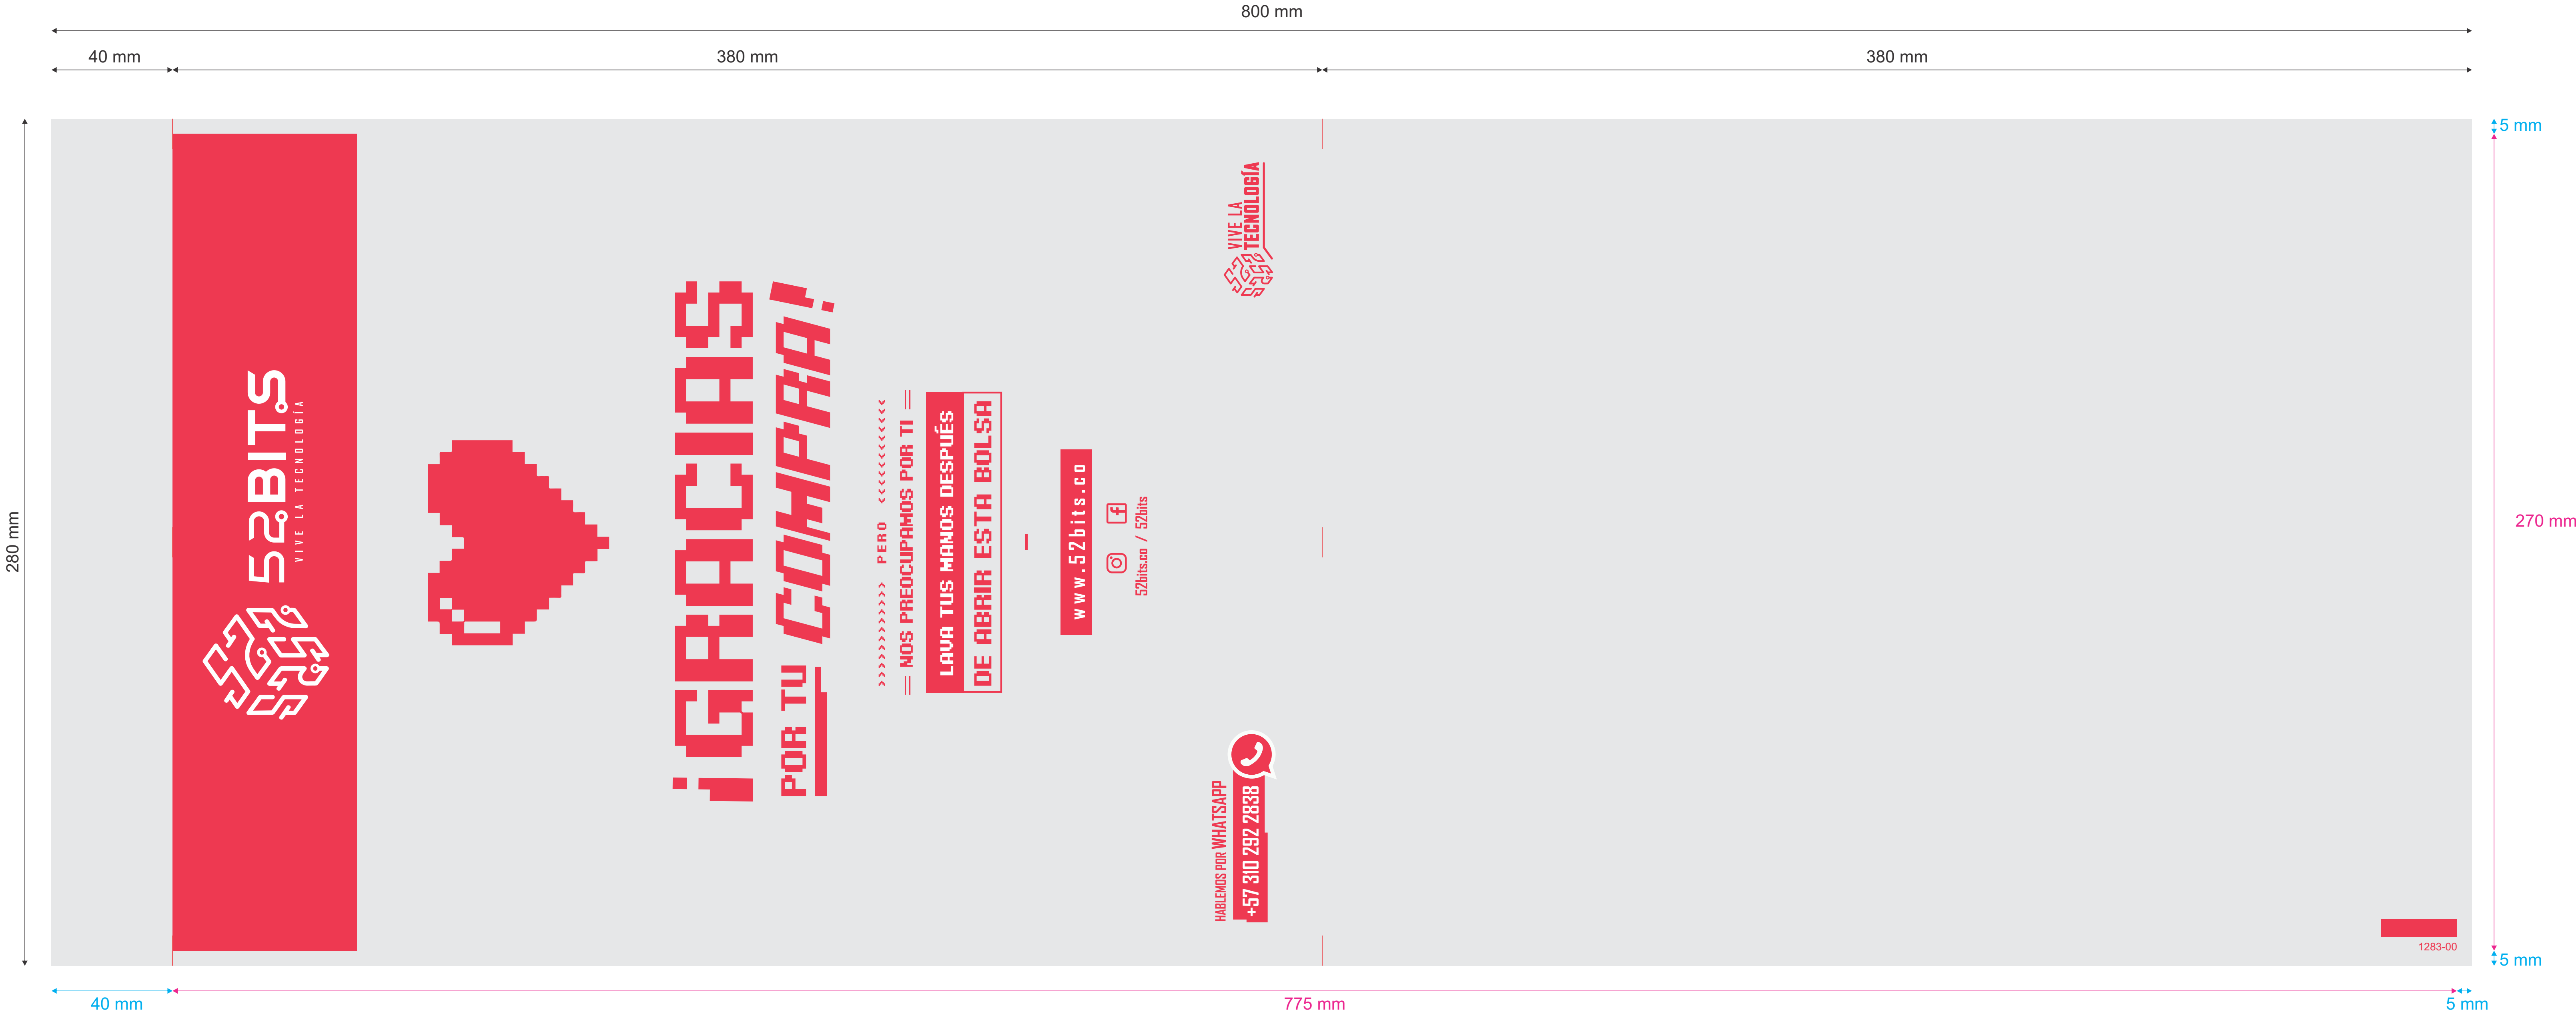 800 mm
40 mm
380 mm
380 mm
280 mm
5 mm
270 mm
5 mm
40 mm
775 mm
5 mm
52BITS
VIVE LA TECNOLOGÍA
¡GRACIAS
POR TU COMPRA!
>>>>>>>>>>> PERO <<<<<<<<<<<
NOS PREOCUPAMOS POR TI
LAVA TUS MANOS DESPUÉS
DE ABRIR ESTA BOLSA
www.52bits.co
52bits.co / 52bits
VIVE LA
TECNOLOGÍA
HABLEMOS POR WHATSAPP
+57 310 292 2838
1283-00